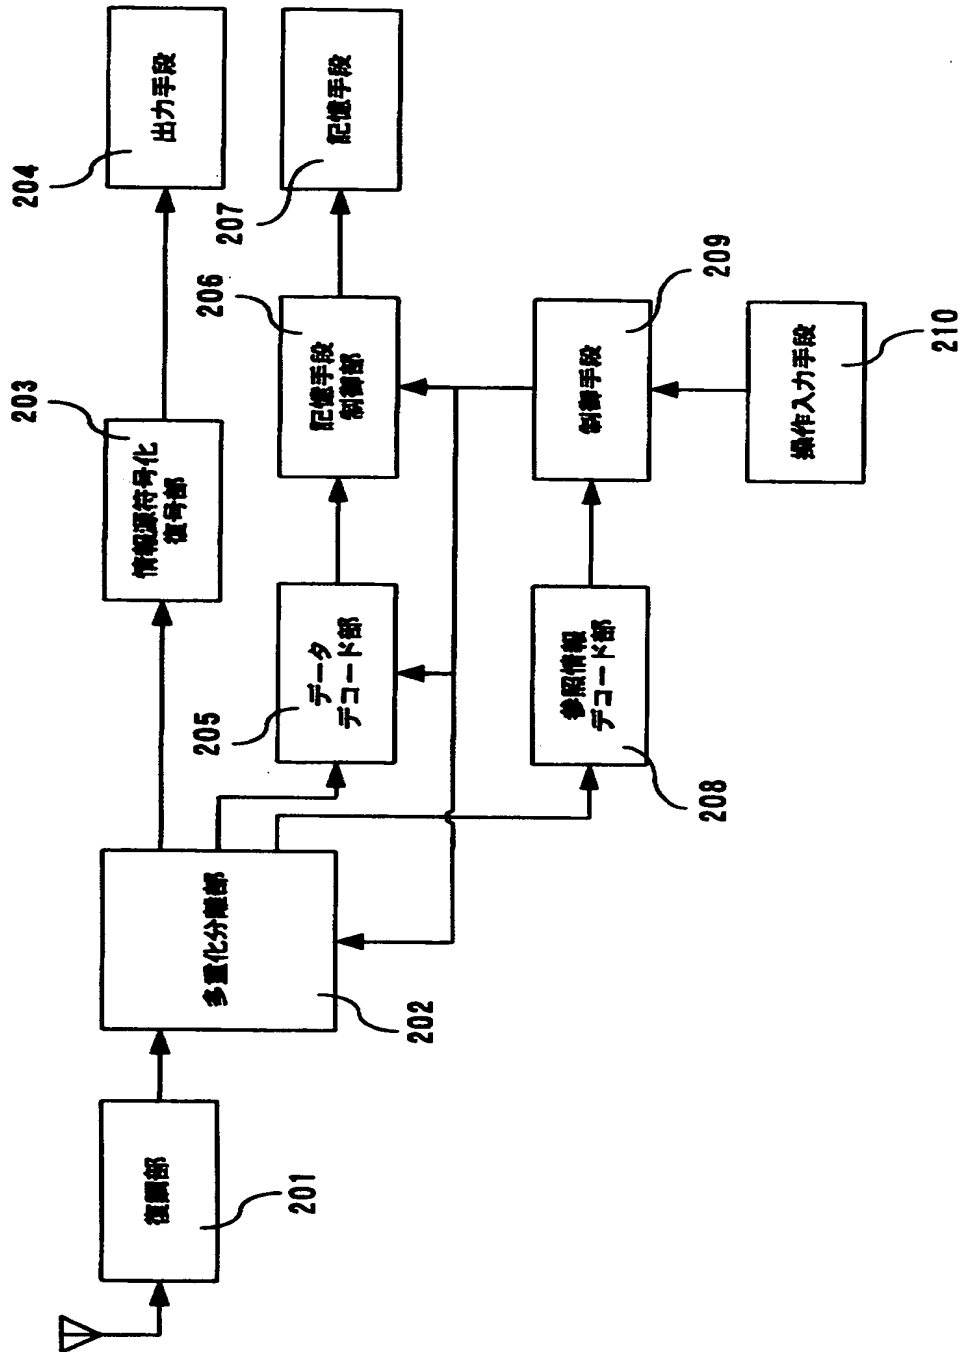 復調部
201
多重化分離部
202
情報源符号化
復号部
203
出力手段
204
データ
デコード部
205
記憶手段
制御部
206
記憶手段
207
参照情報
デコード部
208
制御手段
209
操作入力手段
210